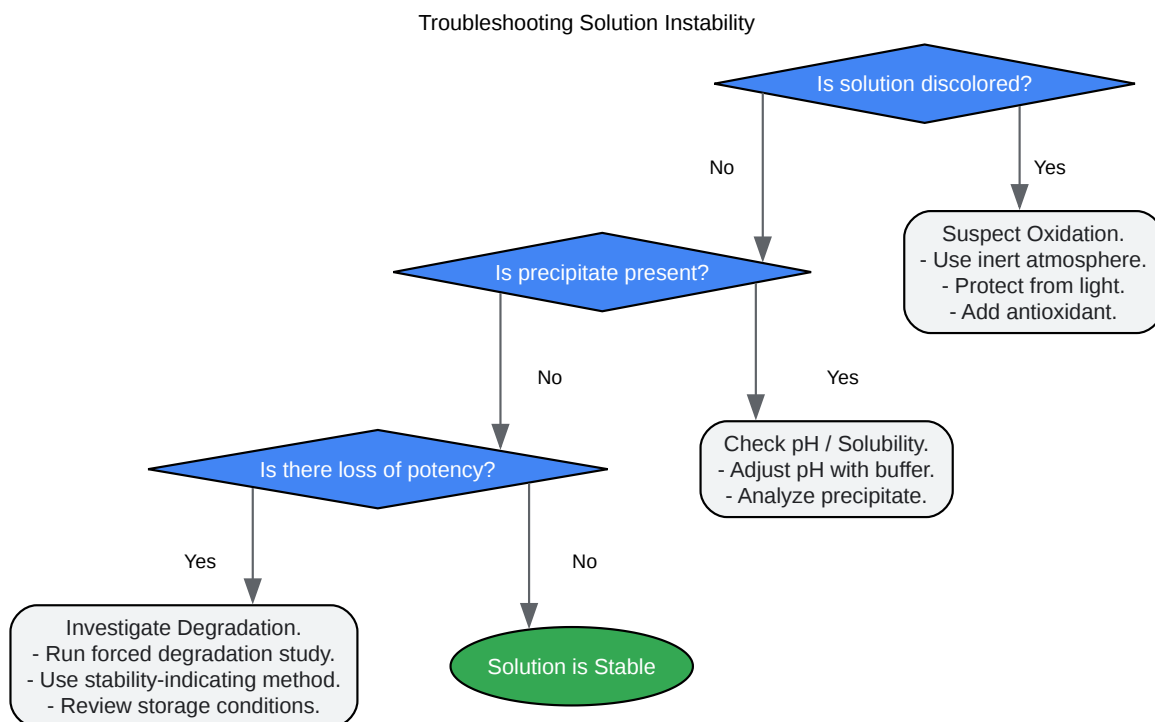 Troubleshooting Solution Instability
Is solution discolored?
No
Yes
Suspect Oxidation.
- Use inert atmosphere.
- Protect from light.
- Add antioxidant.
Is precipitate present?
No
Yes
Check pH / Solubility.
- Adjust pH with buffer.
- Analyze precipitate.
Is there loss of potency?
Yes
No
Investigate Degradation.
- Run forced degradation study.
- Use stability-indicating method.
- Review storage conditions.
Solution is Stable